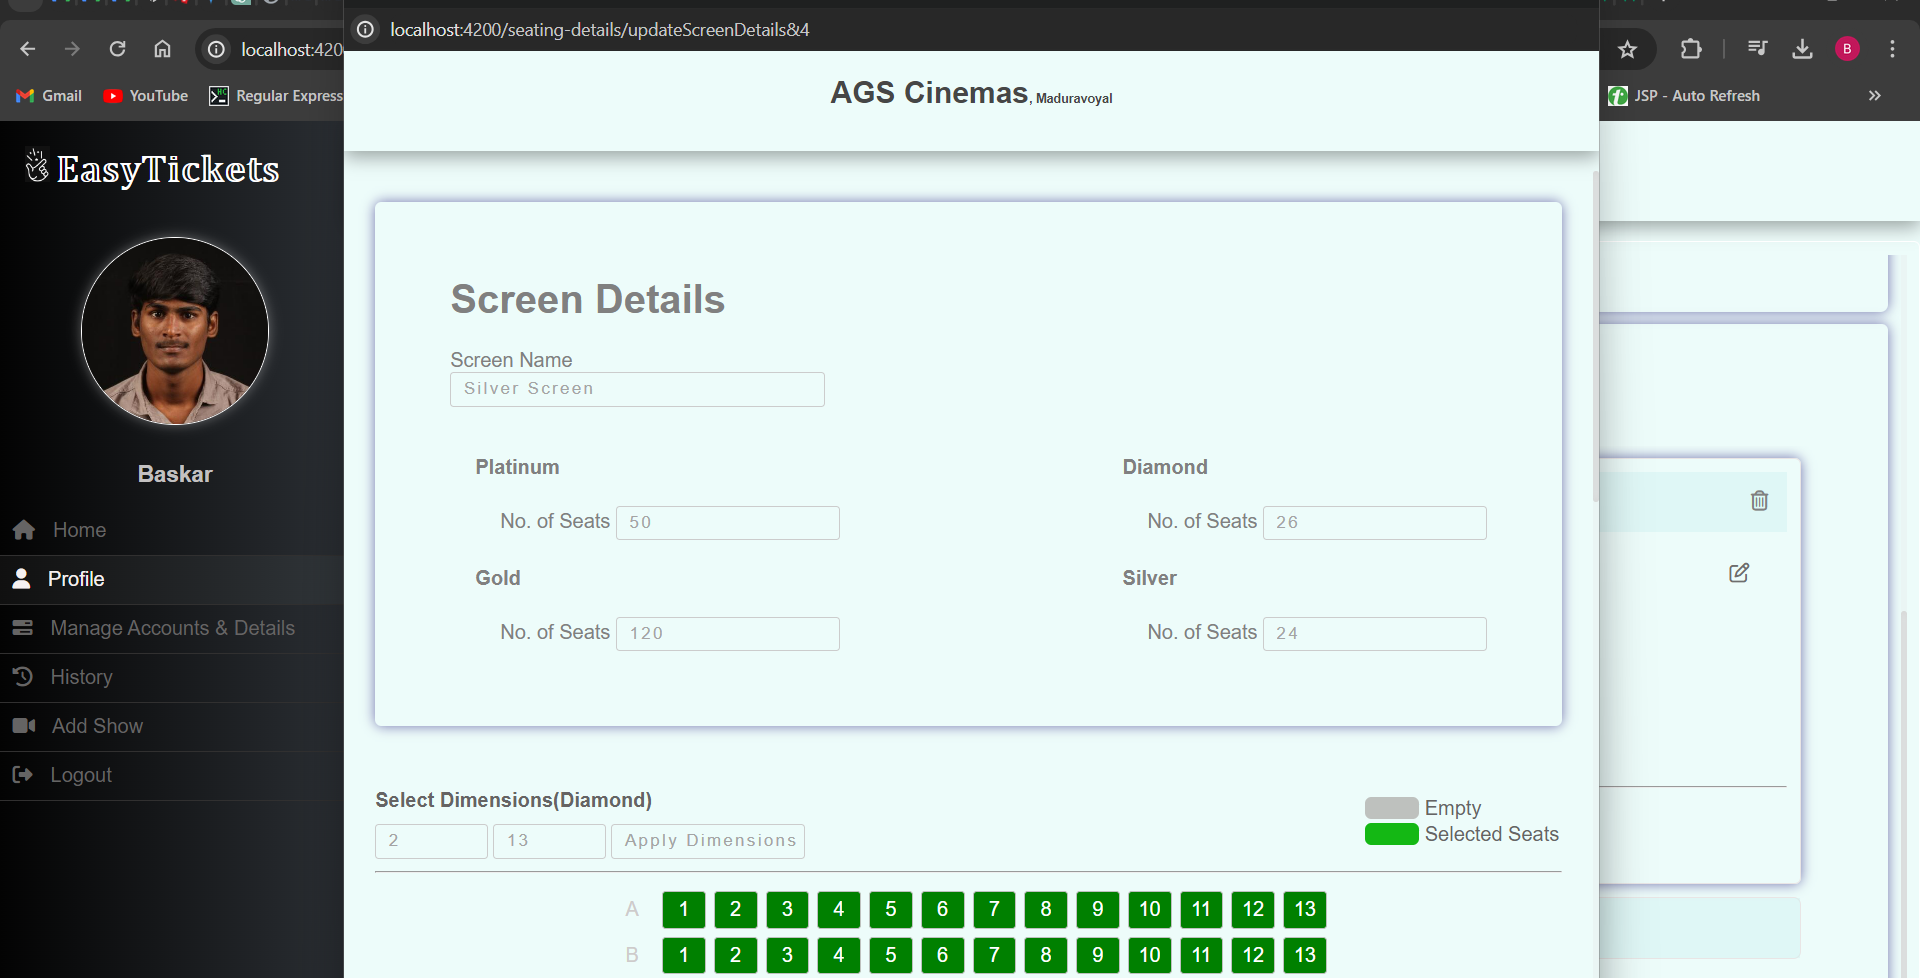 localhost:4200/seating-details/updateScreenDetails&4
localhost:420
B
Gmail
YouTube
Regular Express
JSP - Auto Refresh
AGS Cinemas, Maduravoyal
EasyTickets
Baskar
Home
Profile
Manage Accounts & Details
History
Add Show
Logout
Screen Details
Screen Name
Silver Screen
Platinum
Diamond
No. of Seats 50
No. of Seats 26
Gold
Silver
No. of Seats 120
No. of Seats 24
Select Dimensions(Diamond)
2 13 Apply Dimensions
Empty
Selected Seats
A 1 2 3 4 5 6 7 8 9 10 11 12 13
B 1 2 3 4 5 6 7 8 9 10 11 12 13